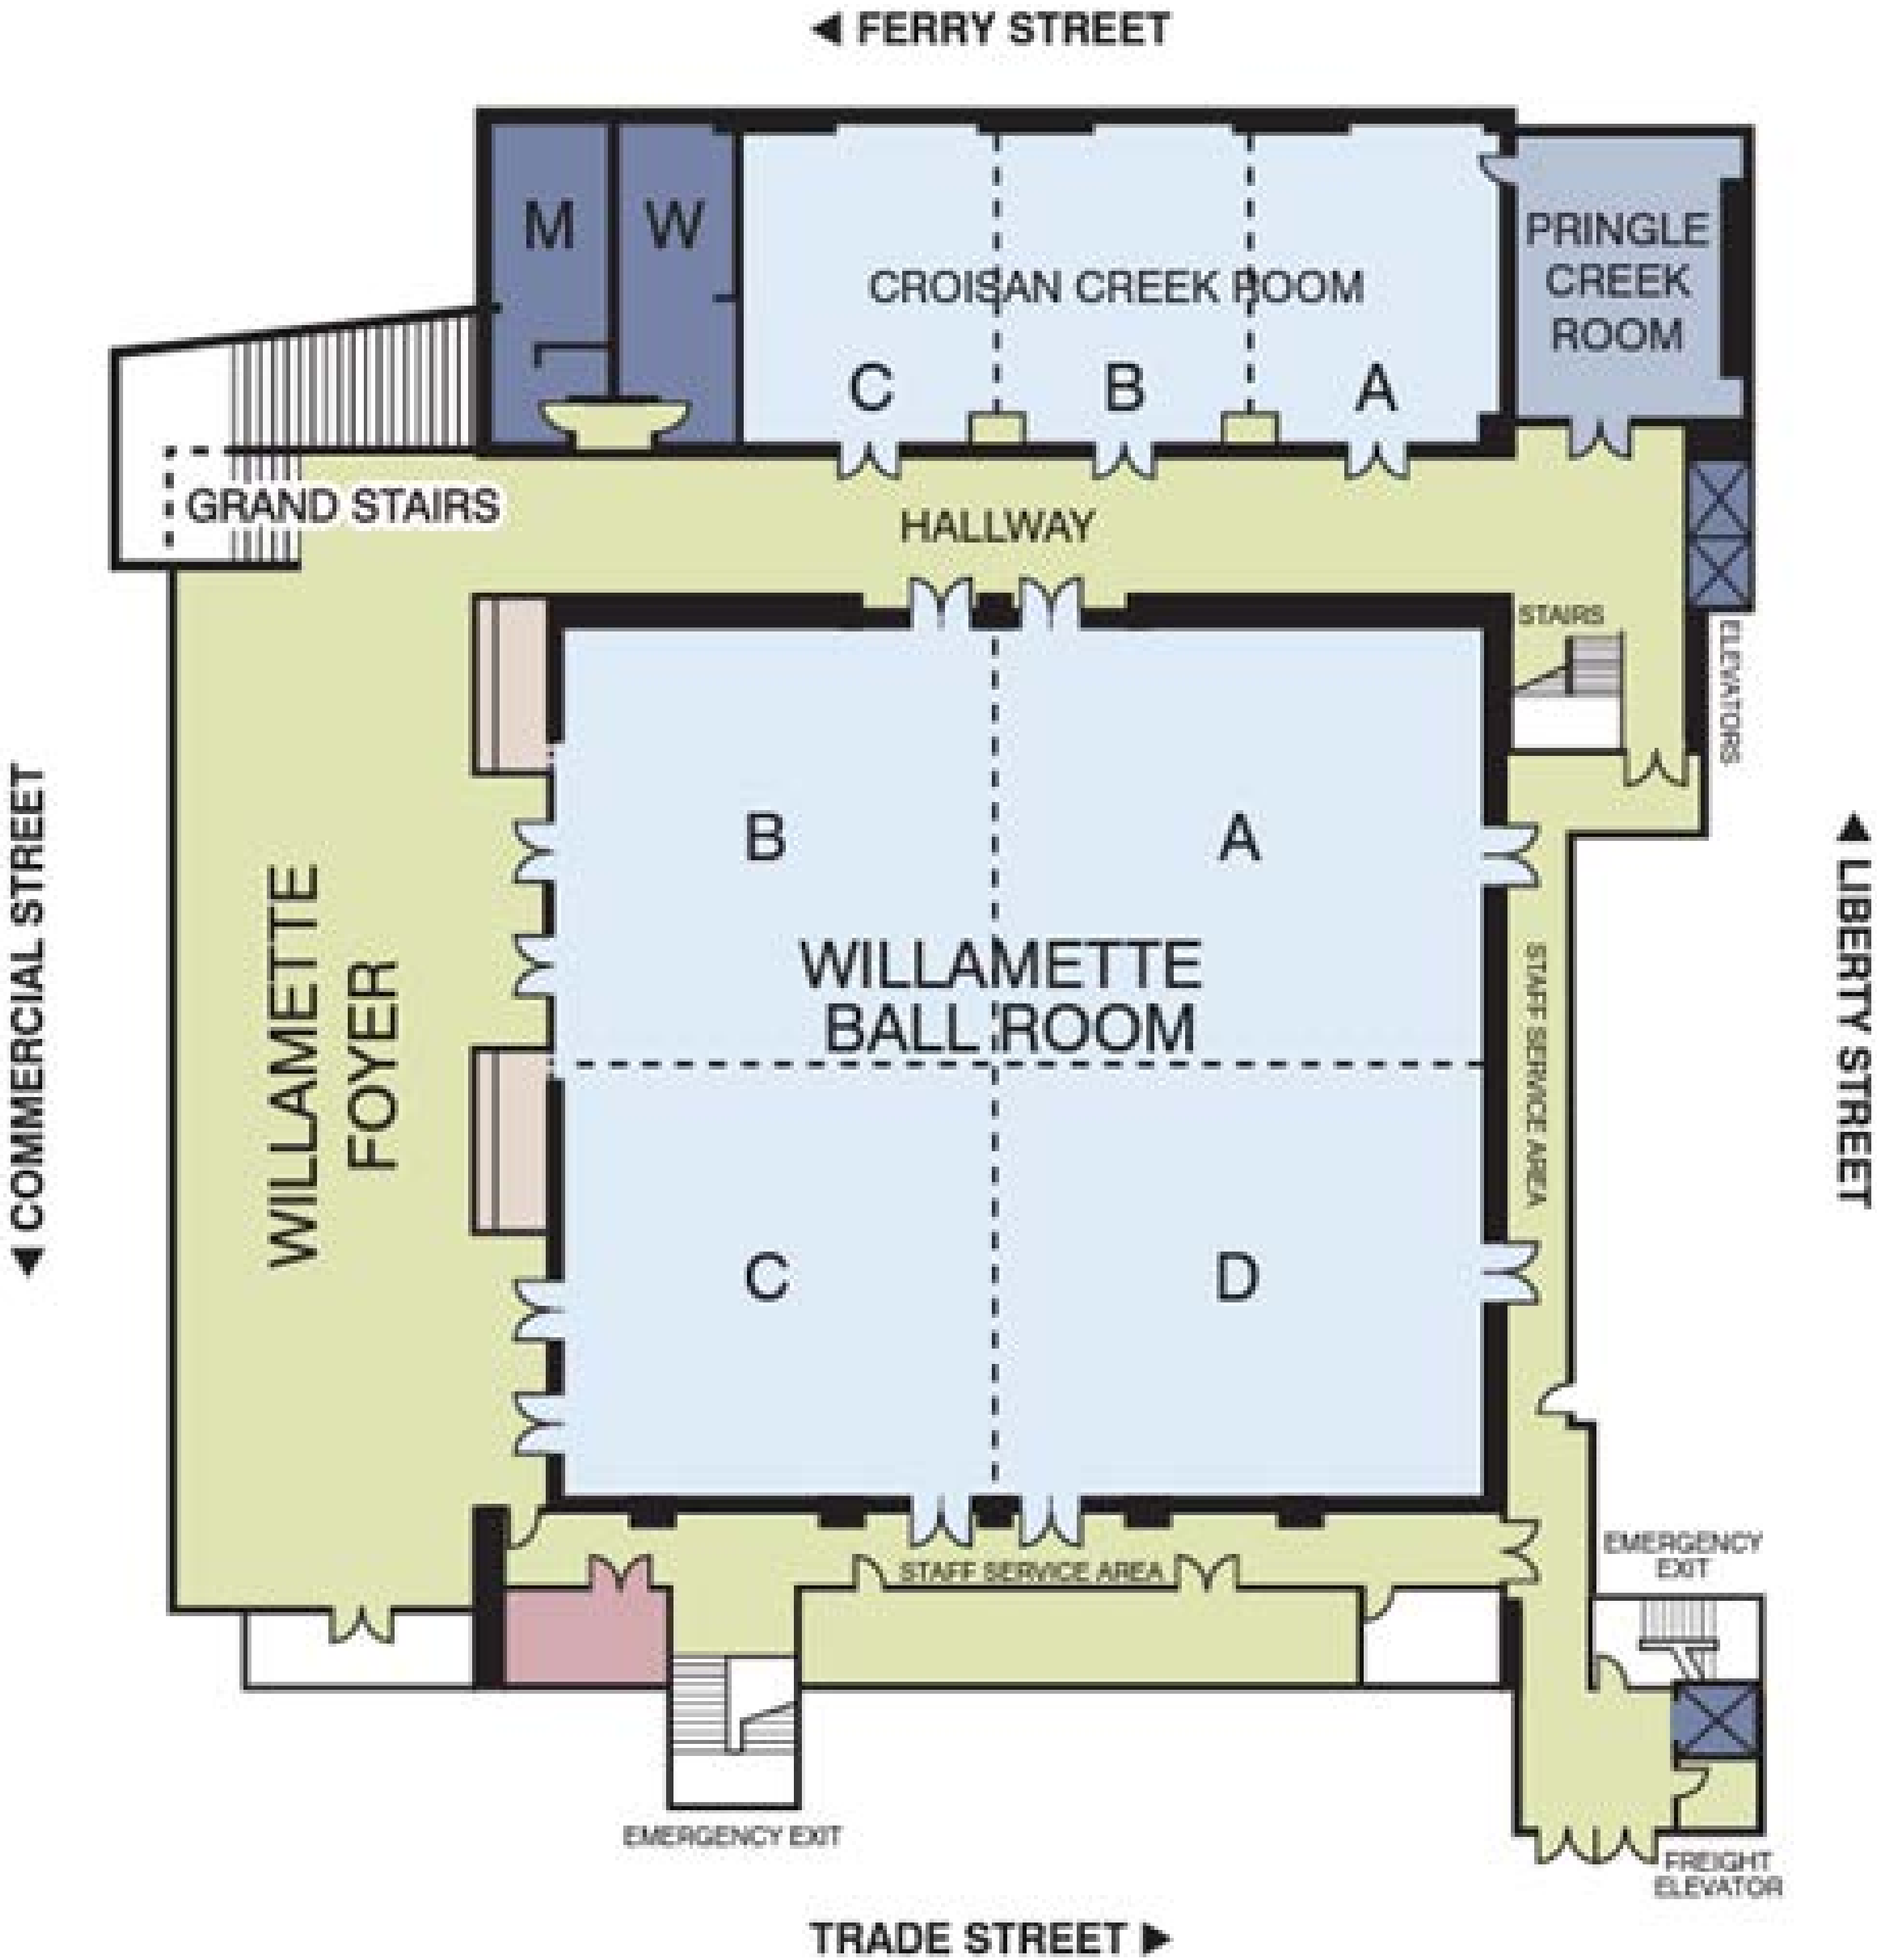 ◀ FERRY STREET
M
W
CROISAN CREEK ROOM
C
B
A
PRINGLE
CREEK
ROOM
GRAND STAIRS
HALLWAY
STAIRS
ELEVATORS
B
A
WILLAMETTE
BALL ROOM
C
D
WILLAMETTE
FOYER
◀ COMMERCIAL STREET
◀ LIBERTY STREET
STAFF SERVICE AREA
STAFF SERVICE AREA
EMERGENCY
EXIT
EMERGENCY EXIT
FREIGHT
ELEVATOR
TRADE STREET ▶